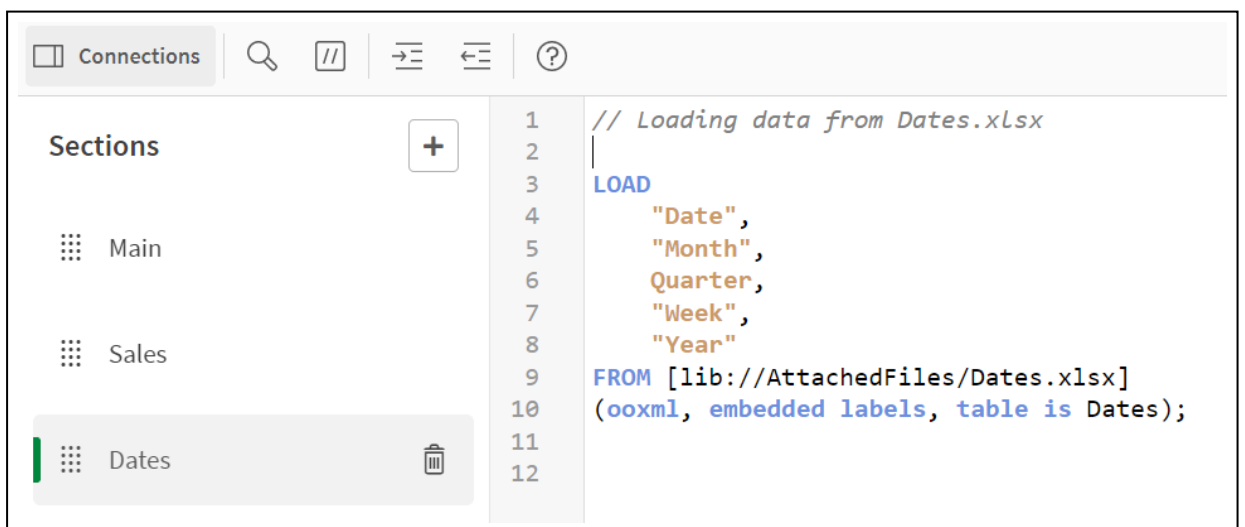 Connections //
Sections +
Main
Sales
Dates
1 // Loading data from Dates.xlsx
2
3 LOAD
4 "Date",
5 "Month",
6 Quarter,
7 "Week",
8 "Year"
9 FROM [lib://AttachedFiles/Dates.xlsx]
10 (ooxml, embedded labels, table is Dates);
11
12